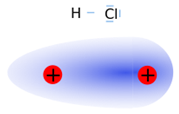 H – Cl
+ +